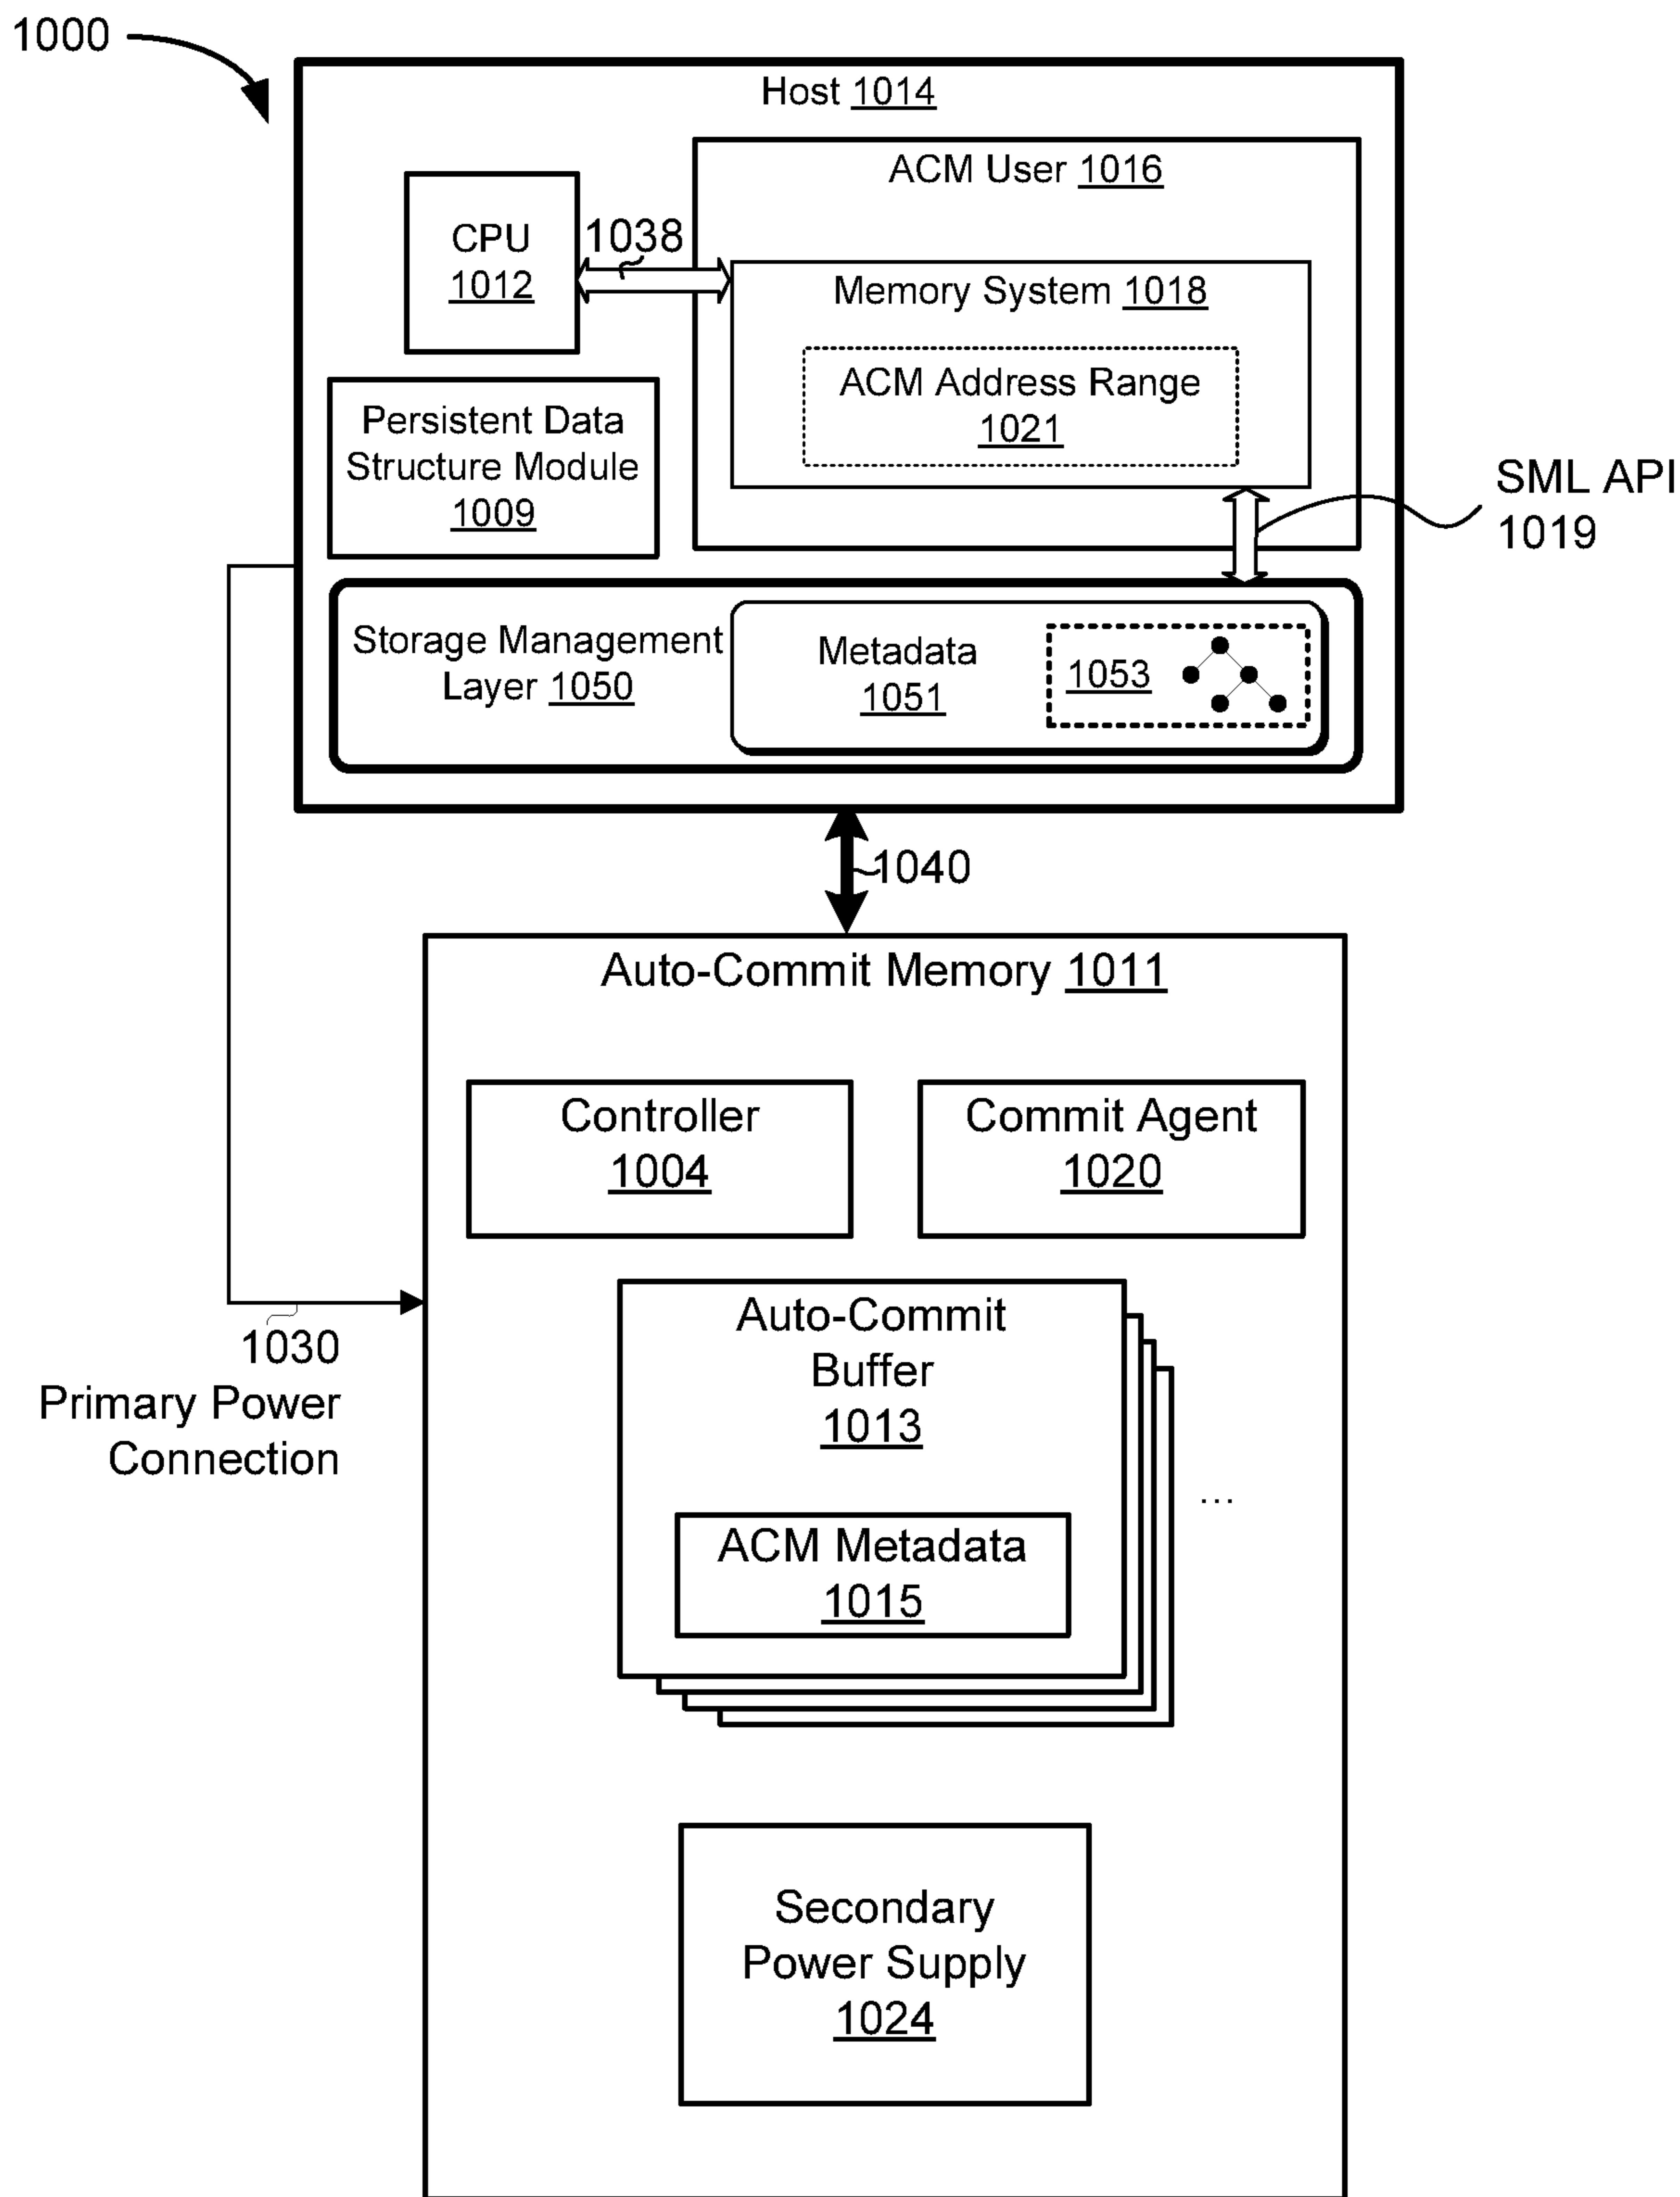 1000
Host 1014
ACM User 1016
CPU
1012
1038
Memory System 1018
ACM Address Range
1021
Persistent Data
Structure Module
1009
SML API
1019
Storage Management
Layer 1050
Metadata
1051
1053
1040
Auto-Commit Memory 1011
Controller
1004
Commit Agent
1020
1030
Primary Power
Connection
Auto-Commit
Buffer
1013
...
ACM Metadata
1015
Secondary
Power Supply
1024